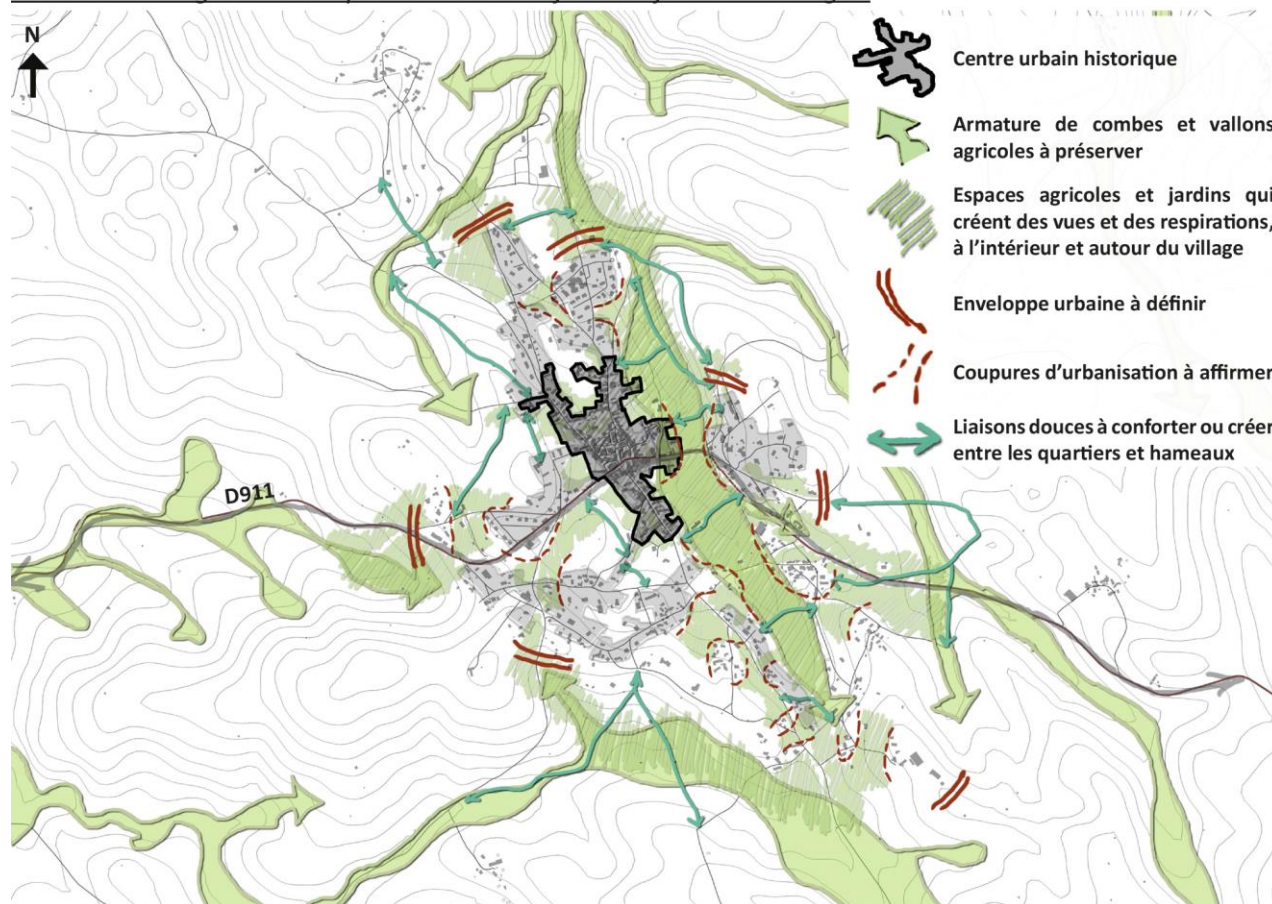 N
Centre urbain historique
Armature de combes et vallons
agricoles à préserver
Espaces agricoles et jardins qui
créent des vues et des respirations,
à l'intérieur et autour du village
Enveloppe urbaine à définir
Coupures d'urbanisation à affirmer
Liaisons douces à conforter ou créer
entre les quartiers et hameaux
D911